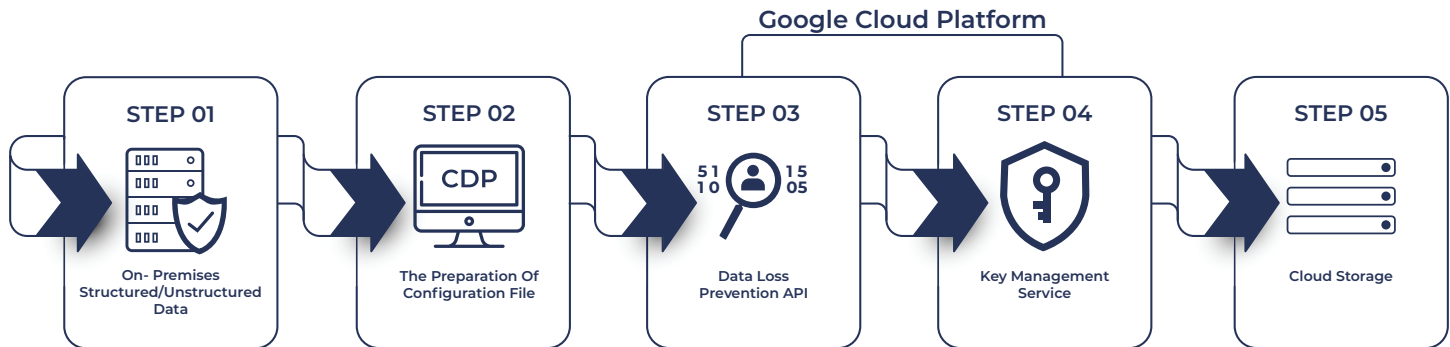 Google Cloud Platform
STEP 01
On- Premises
Structured/Unstructured
Data
STEP 02
CDP
The Preparation Of
Configuration File
STEP 03
51 15
10 05
Data Loss
Prevention API
STEP 04
Key Management
Service
STEP 05
Cloud Storage